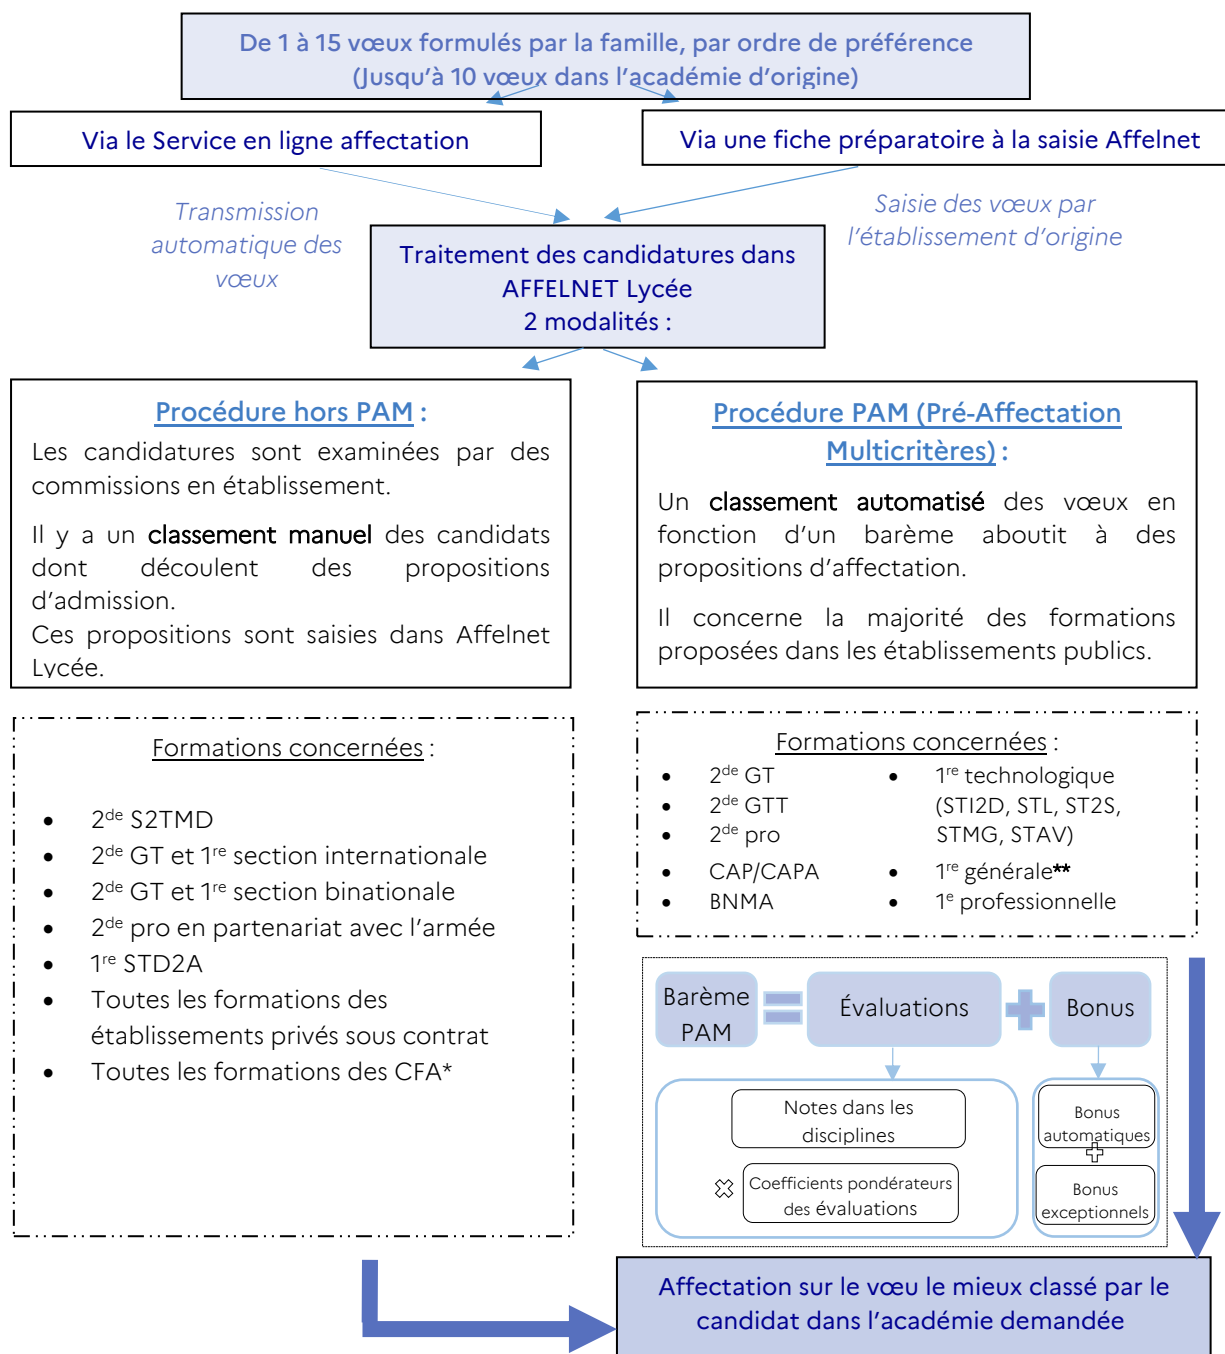 De 1 à 15 vœux formulés par la famille, par ordre de préférence
(Jusqu'à 10 vœux dans l'académie d'origine)
Via le Service en ligne affectation
Via une fiche préparatoire à la saisie Affelnet
Transmission
automatique des
vœux
Saisie des vœux par
l'établissement d'origine
Traitement des candidatures dans
AFFELNET Lycée
2 modalités :
Procédure hors PAM :
Les candidatures sont examinées par des
commissions en établissement.
Il y a un classement manuel des candidats
dont découlent des propositions
d'admission.
Ces propositions sont saisies dans Affelnet
Lycée.
Procédure PAM (Pré-Affectation
Multicritères) :
Un classement automatisé des vœux en
fonction d'un barème aboutit à des
propositions d'affectation.
Il concerne la majorité des formations
proposées dans les établissements publics.
Formations concernées :
• 2de S2TMD
• 2de GT et 1re section internationale
• 2de GT et 1re section binationale
• 2de pro en partenariat avec l'armée
• 1re STD2A
• Toutes les formations des
établissements privés sous contrat
• Toutes les formations des CFA*
Formations concernées :
• 2de GT
• 2de GTT
• 2de pro
• CAP/CAPA
• BNMA
• 1re technologique
(STI2D, STL, ST2S,
STMG, STAV)
• 1re générale**
• 1e professionnelle
Barème
PAM
Évaluations
Bonus
Notes dans les
disciplines
Coefficients pondérateurs
des évaluations
Bonus
automatiques
Bonus
exceptionnels
Affectation sur le vœu le mieux classé par le
candidat dans l'académie demandée